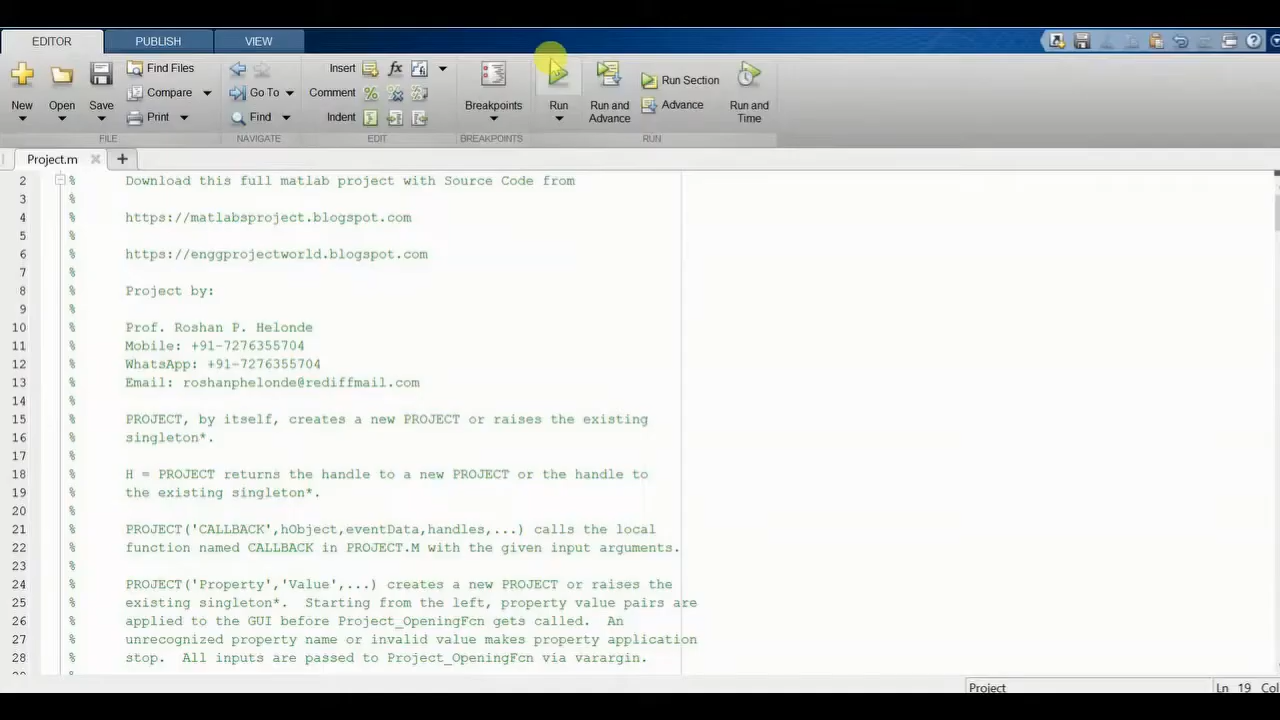 EDITOR PUBLISH VIEW
Find Files Insert
Compare Go To Comment Run Section
Advance
New Open Save Print Find Indent Breakpoints Run Run and Advance Run and Time
FILE NAVIGATE EDIT BREAKPOINTS RUN
Project.m
2 % Download this full matlab project with Source Code from
3 %
4 % https://matlabsproject.blogspot.com
5 %
6 % https://enggprojectworld.blogspot.com
7 %
8 % Project by:
9 %
10 % Prof. Roshan P. Helonde
11 % Mobile: +91-7276355704
12 % WhatsApp: +91-7276355704
13 % Email: roshanphelonde@rediffmail.com
14 %
15 % PROJECT, by itself, creates a new PROJECT or raises the existing
16 % singleton*.
17 %
18 % H = PROJECT returns the handle to a new PROJECT or the handle to
19 % the existing singleton*.
20 %
21 % PROJECT('CALLBACK',hObject,eventData,handles,...) calls the local
22 % function named CALLBACK in PROJECT.M with the given input arguments.
23 %
24 % PROJECT('Property','Value',...) creates a new PROJECT or raises the
25 % existing singleton*.  Starting from the left, property value pairs are
26 % applied to the GUI before Project_OpeningFcn gets called.  An
27 % unrecognized property name or invalid value makes property application
28 % stop.  All inputs are passed to Project_OpeningFcn via varargin.
Project Ln 19 Col